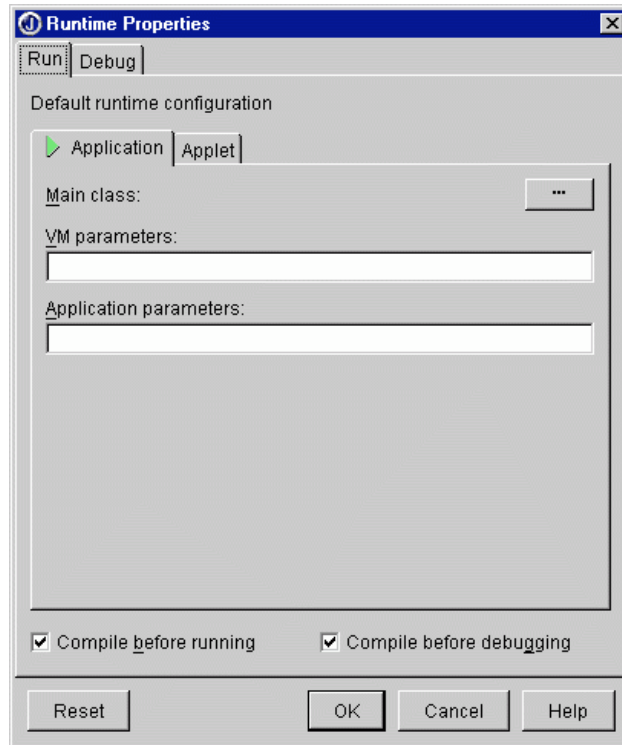 Runtime Properties
Run Debug
Default runtime configuration
Application Applet
Main class: ...
VM parameters:
Application parameters:
Compile before running Compile before debugging
Reset OK Cancel Help